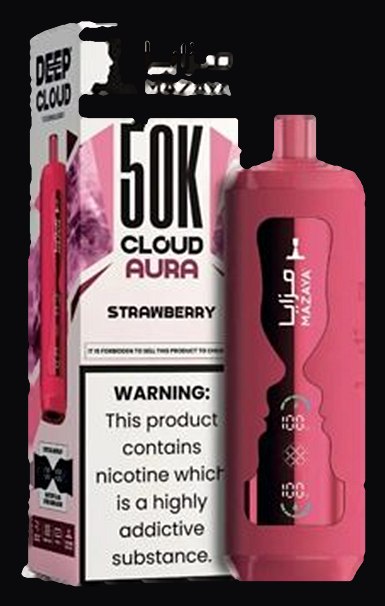 DEEP
CLOUD
مزايا
MAZAYA
50K
CLOUD
AURA
STRAWBERRY
IT IS FORBIDDEN TO SELL THIS PRODUCT TO
WARNING:
This product
contains
nicotine which
is a highly
addictive
substance.
مزايا
MAZAYA